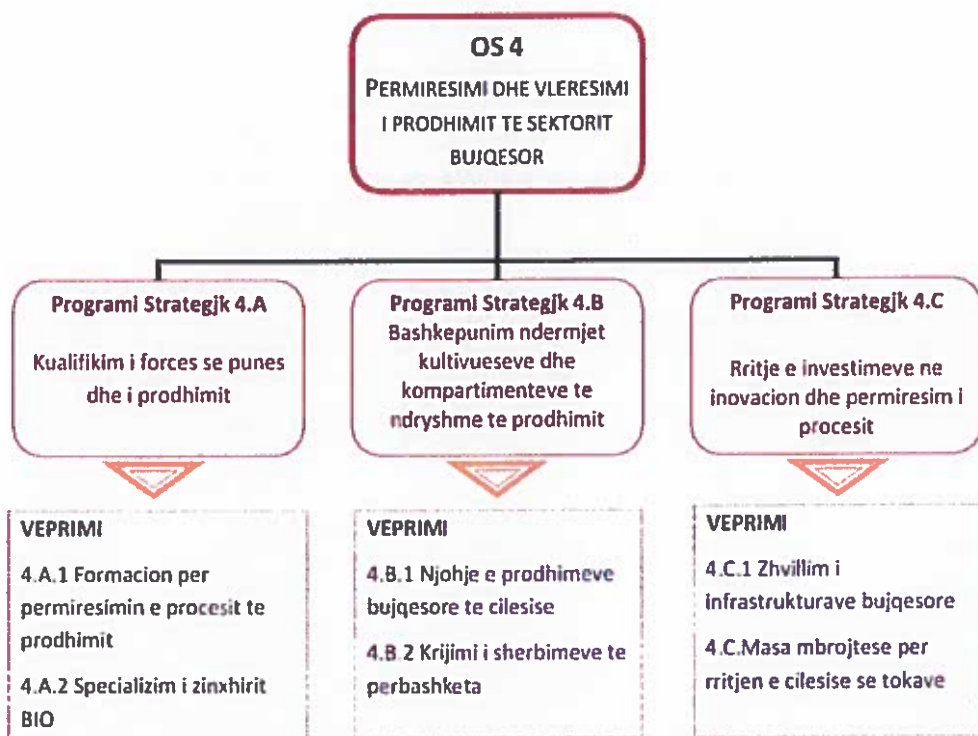 OS 4
PERMIRESIMI DHE VLERESIMI
I PRODHIMIT TE SEKTORIT
BUJQESOR
Programi Strategjk 4.A
Kualifikim i forces se punes
dhe i prodhimit
Programi Strategjk 4.B
Bashkepunim ndermjet
kultivueseve dhe
kompartimenteve te
ndryshme te prodhimit
Programi Strategjk 4.C
Rritje e investimeve ne
inovacion dhe permiresim i
procesit
VEPRIMI
4.A.1 Formacion per
permiresimin e procesit te
prodhimit
4.A.2 Specializim i zinxhirit
BIO
VEPRIMI
4.B.1 Njohje e prodhimeve
bujqesore te cilesise
4.B.2 Krijimi i sherbimeve te
perbashketa
VEPRIMI
4.C.1 Zhvillim i
infrastrukturave bujqesore
4.C.Masa mbrojtese per
rritjen e cilesise se tokave